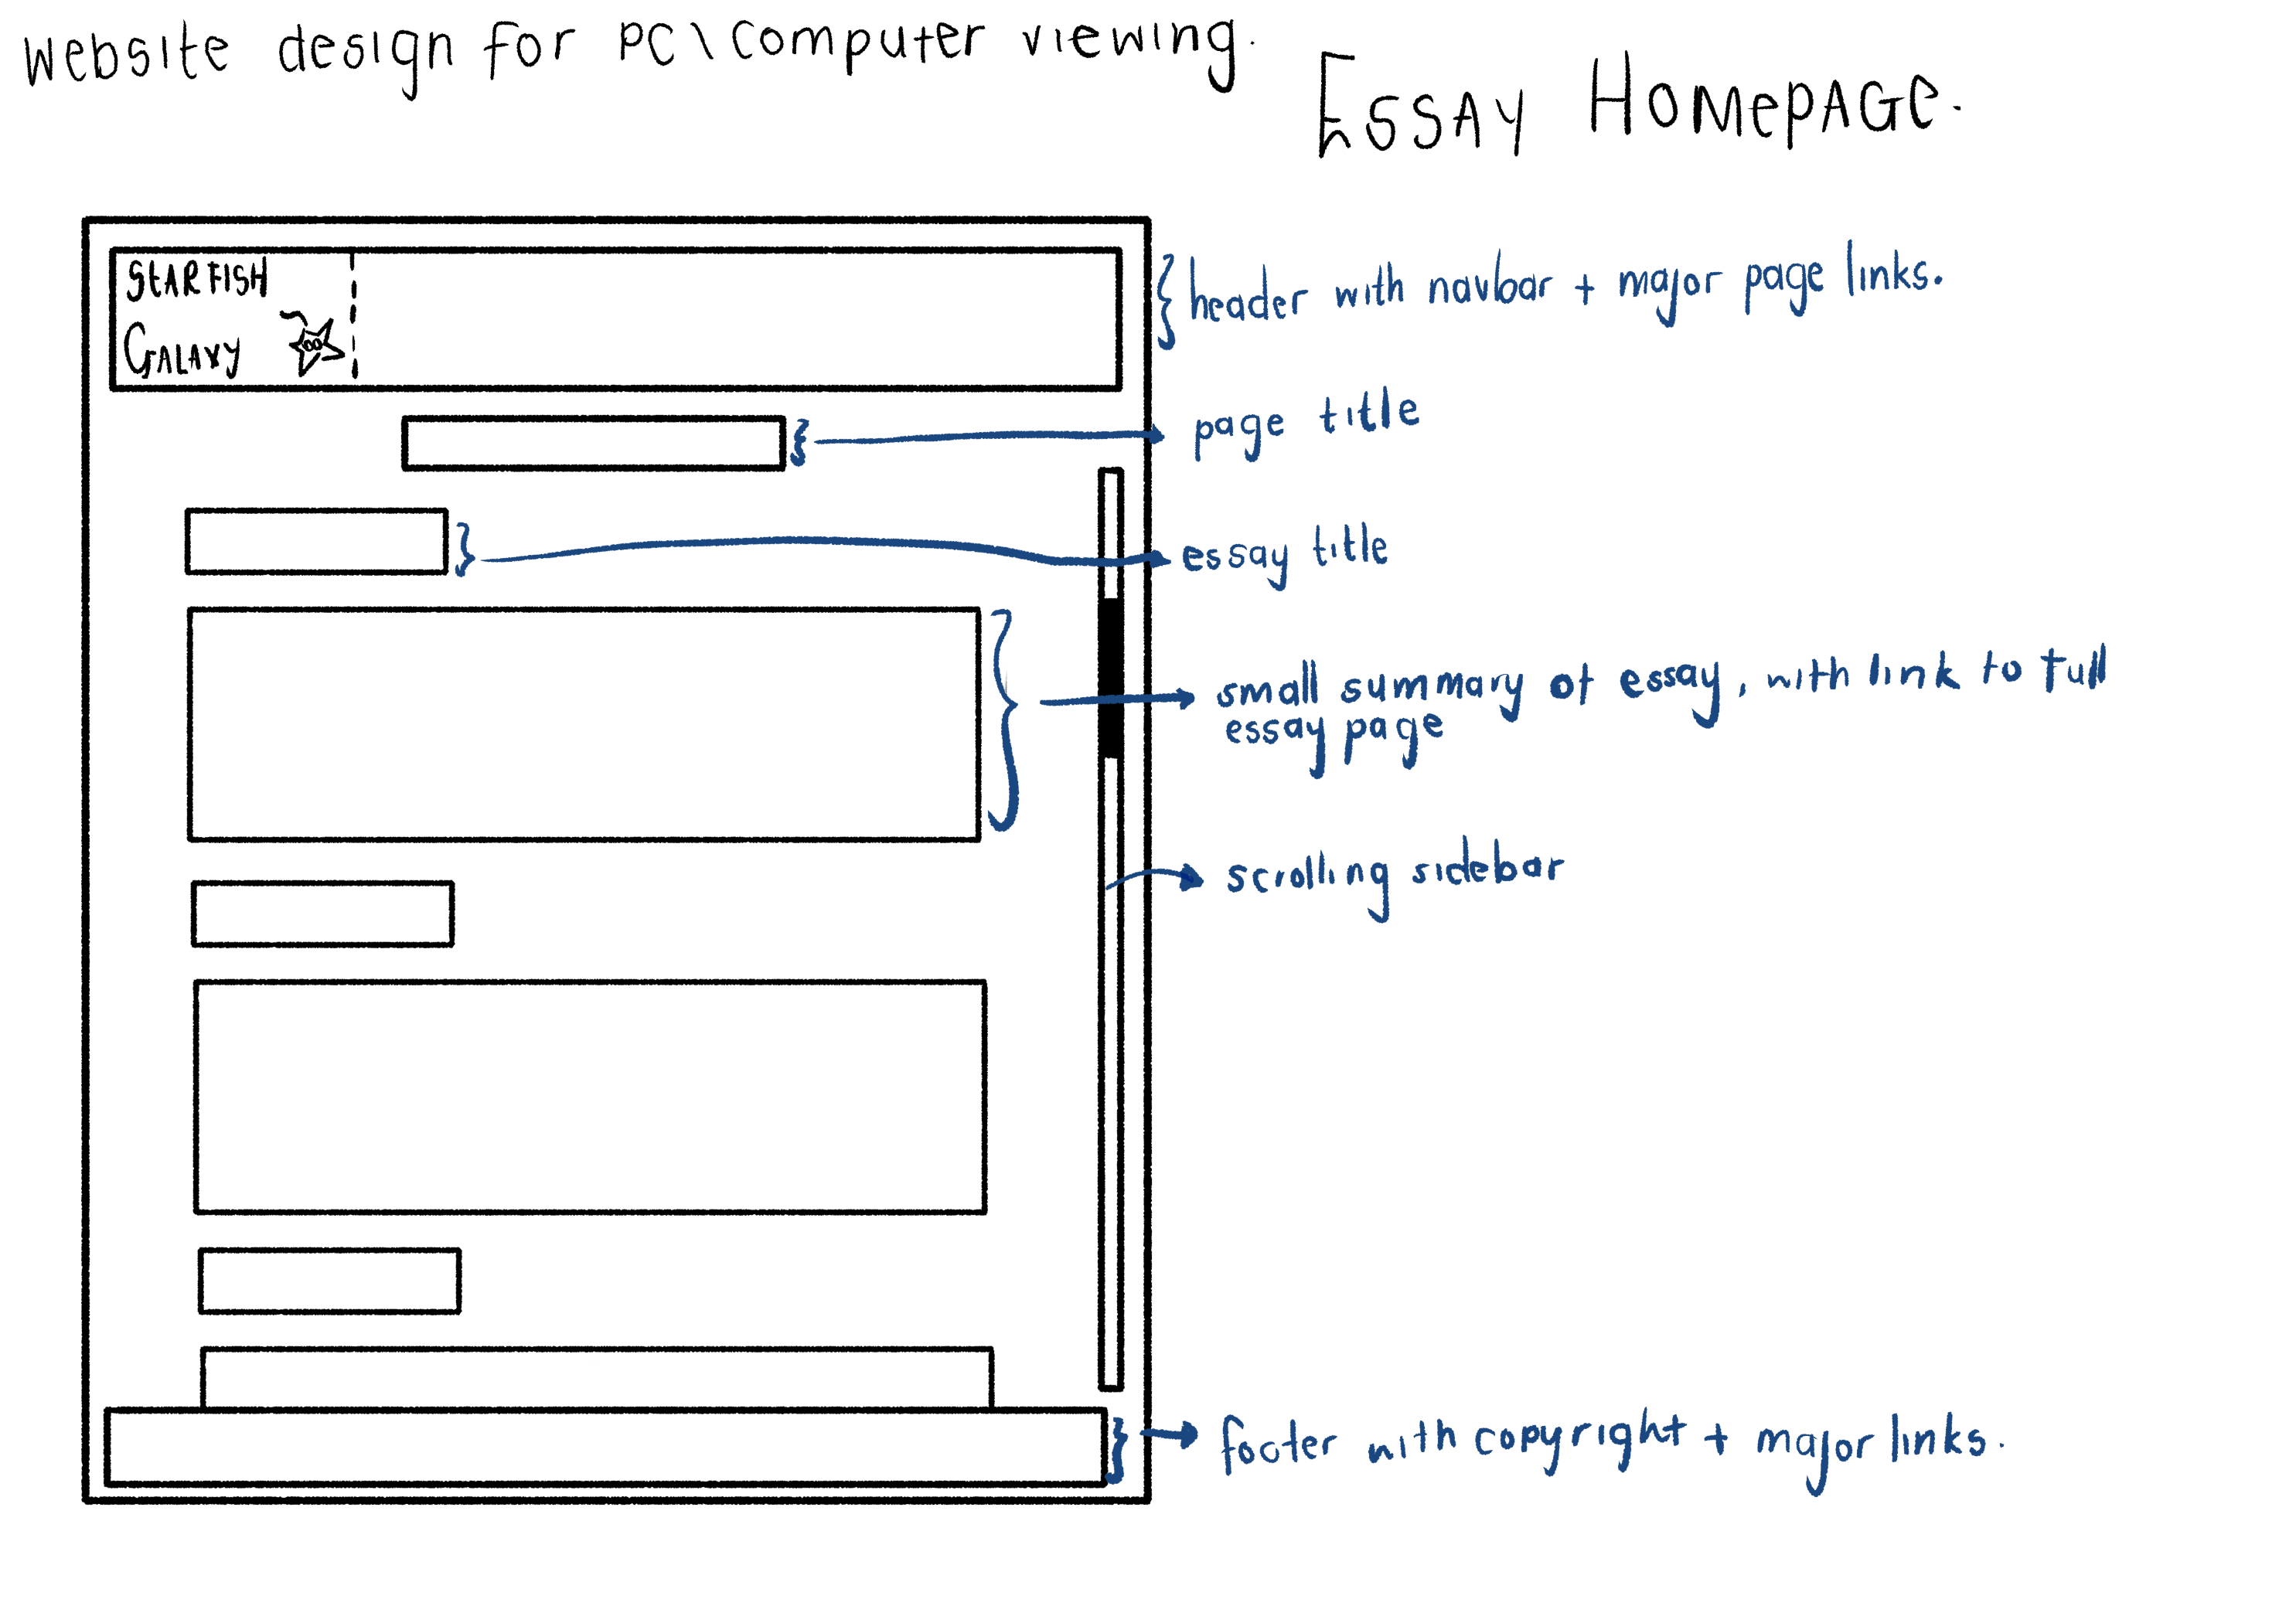 website design for PC\computer viewing.
ESSAY HOMEPAGE.
STARFISH
GALAXY
header with navbar + major page links.
page title
essay title
small summary of essay, with link to full
essay page
scrolling sidebar
footer with copyright + major links.